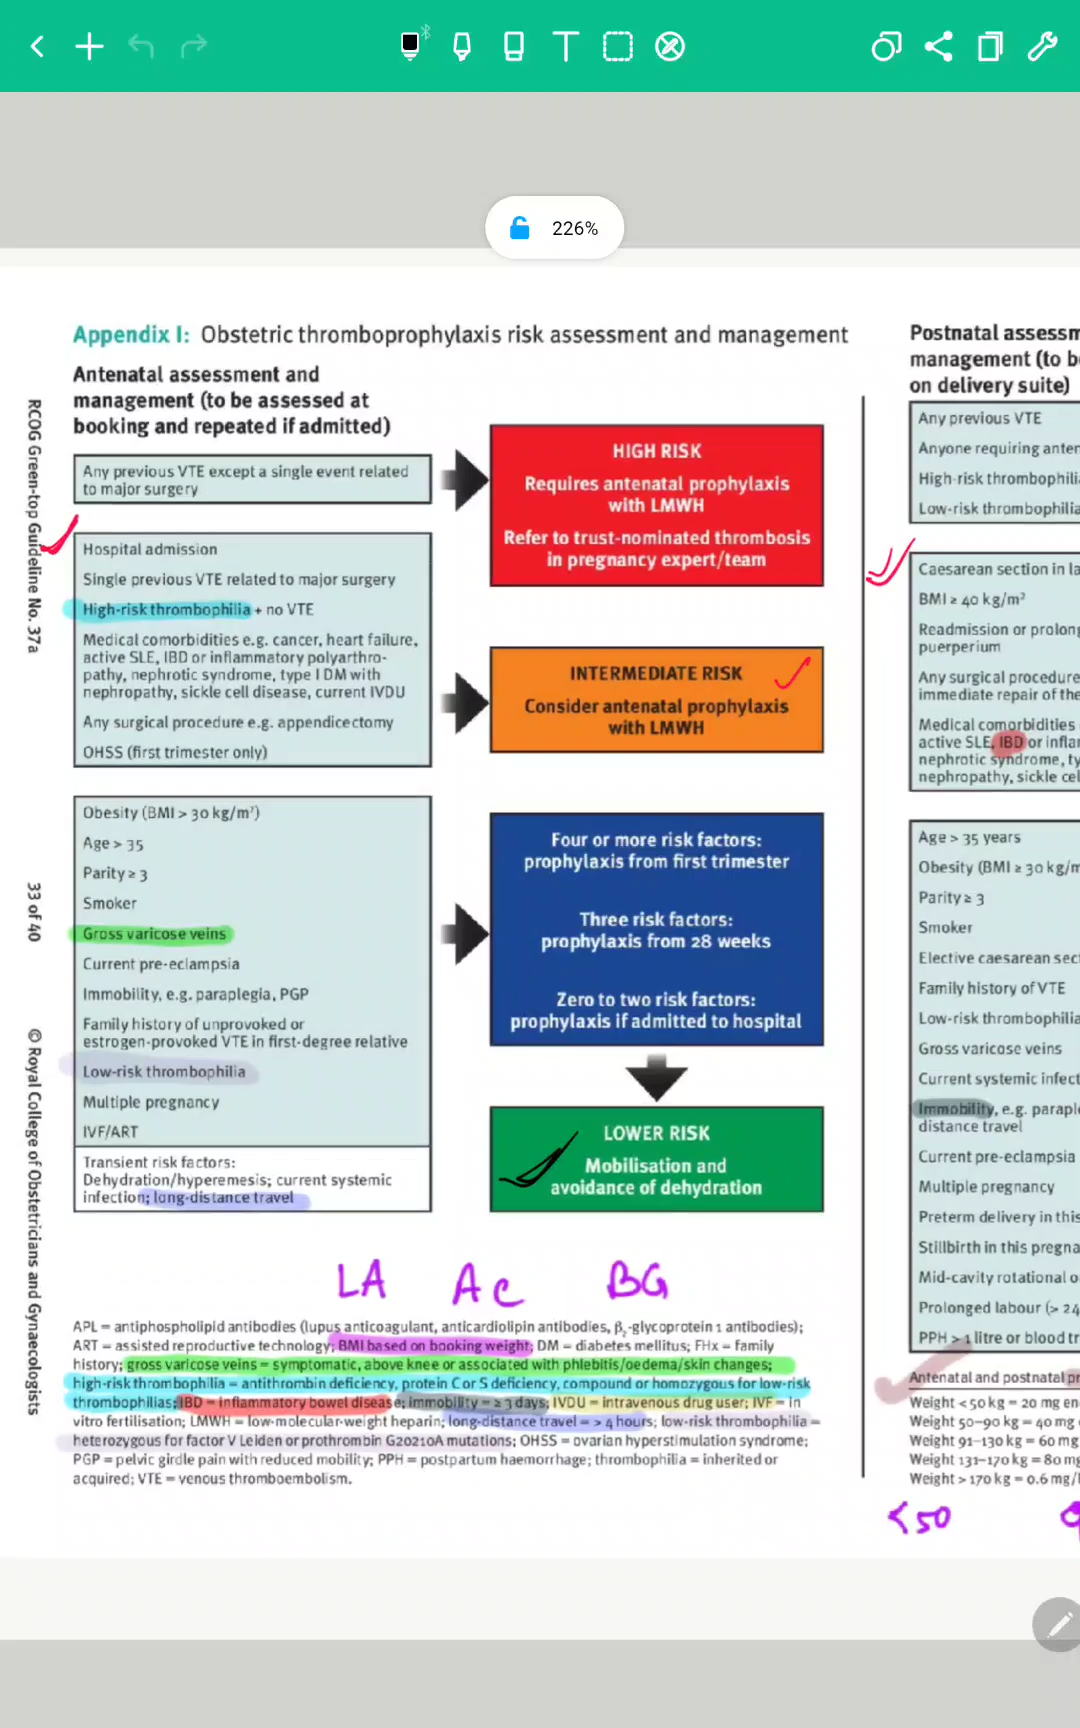 226%
Appendix I: Obstetric thromboprophylaxis risk assessment and management
Antenatal assessment and
management (to be assessed at
booking and repeated if admitted)
Any previous VTE except a single event related
to major surgery
HIGH RISK
Requires antenatal prophylaxis
with LMWH
Refer to trust-nominated thrombosis
in pregnancy expert/team
Hospital admission
Single previous VTE related to major surgery
High-risk thrombophilia + no VTE
Medical comorbidities e.g. cancer, heart failure,
active SLE, IBD or inflammatory polyarthro-
pathy, nephrotic syndrome, type I DM with
nephropathy, sickle cell disease, current IVDU
Any surgical procedure e.g. appendicectomy
OHSS (first trimester only)
INTERMEDIATE RISK
Consider antenatal prophylaxis
with LMWH
Obesity (BMI > 30 kg/m²)
Age > 35
Parity ≥ 3
Smoker
Gross varicose veins
Current pre-eclampsia
Immobility, e.g. paraplegia, PGP
Family history of unprovoked or
estrogen-provoked VTE in first-degree relative
Low-risk thrombophilia
Multiple pregnancy
IVF/ART
Transient risk factors:
Dehydration/hyperemesis; current systemic
infection; long-distance travel
Four or more risk factors:
prophylaxis from first trimester
Three risk factors:
prophylaxis from 28 weeks
Zero to two risk factors:
prophylaxis if admitted to hospital
LOWER RISK
Mobilisation and
avoidance of dehydration
LA AC BG
APL = antiphospholipid antibodies (lupus anticoagulant, anticardiolipin antibodies, β₂-glycoprotein 1 antibodies);
ART = assisted reproductive technology; BMI based on booking weight; DM = diabetes mellitus; FHx = family
history; gross varicose veins = symptomatic, above knee or associated with phlebitis/oedema/skin changes;
high-risk thrombophilia = antithrombin deficiency, protein C or S deficiency, compound or homozygous for low-risk
thrombophilias; IBD = inflammatory bowel disease; immobility = ≥ 3 days; IVDU = intravenous drug user; IVF = in
vitro fertilisation; LMWH = low-molecular-weight heparin; long-distance travel = > 4 hours; low-risk thrombophilia =
heterozygous for factor V Leiden or prothrombin G20210A mutations; OHSS = ovarian hyperstimulation syndrome;
PGP = pelvic girdle pain with reduced mobility; PPH = postpartum haemorrhage; thrombophilia = inherited or
acquired; VTE = venous thromboembolism.
RCOG Green-top Guideline No. 37a
33 of 40
© Royal College of Obstetricians and Gynaecologists
Postnatal assessm
management (to b
on delivery suite)
Any previous VTE
Anyone requiring anten
High-risk thrombophili
Low-risk thrombophilia
Caesarean section in la
BMI ≥ 40 kg/m²
Readmission or prolon
puerperium
Any surgical procedure
immediate repair of the
Medical comorbidities
active SLE, IBD or infla
nephrotic syndrome, ty
nephropathy, sickle cel
Age > 35 years
Obesity (BMI ≥ 30 kg/m
Parity ≥ 3
Smoker
Elective caesarean sect
Family history of VTE
Low-risk thrombophilia
Gross varicose veins
Current systemic infect
Immobility, e.g. paraple
distance travel
Current pre-eclampsia
Multiple pregnancy
Preterm delivery in this
Stillbirth in this pregna
Mid-cavity rotational o
Prolonged labour (> 24
PPH > 1 litre or blood tr
Antenatal and postnatal pr
Weight < 50 kg = 20 mg en
Weight 50–90 kg = 40 mg
Weight 91–130 kg = 60 mg
Weight 131–170 kg = 80 mg
Weight > 170 kg = 0.6 mg/
<50